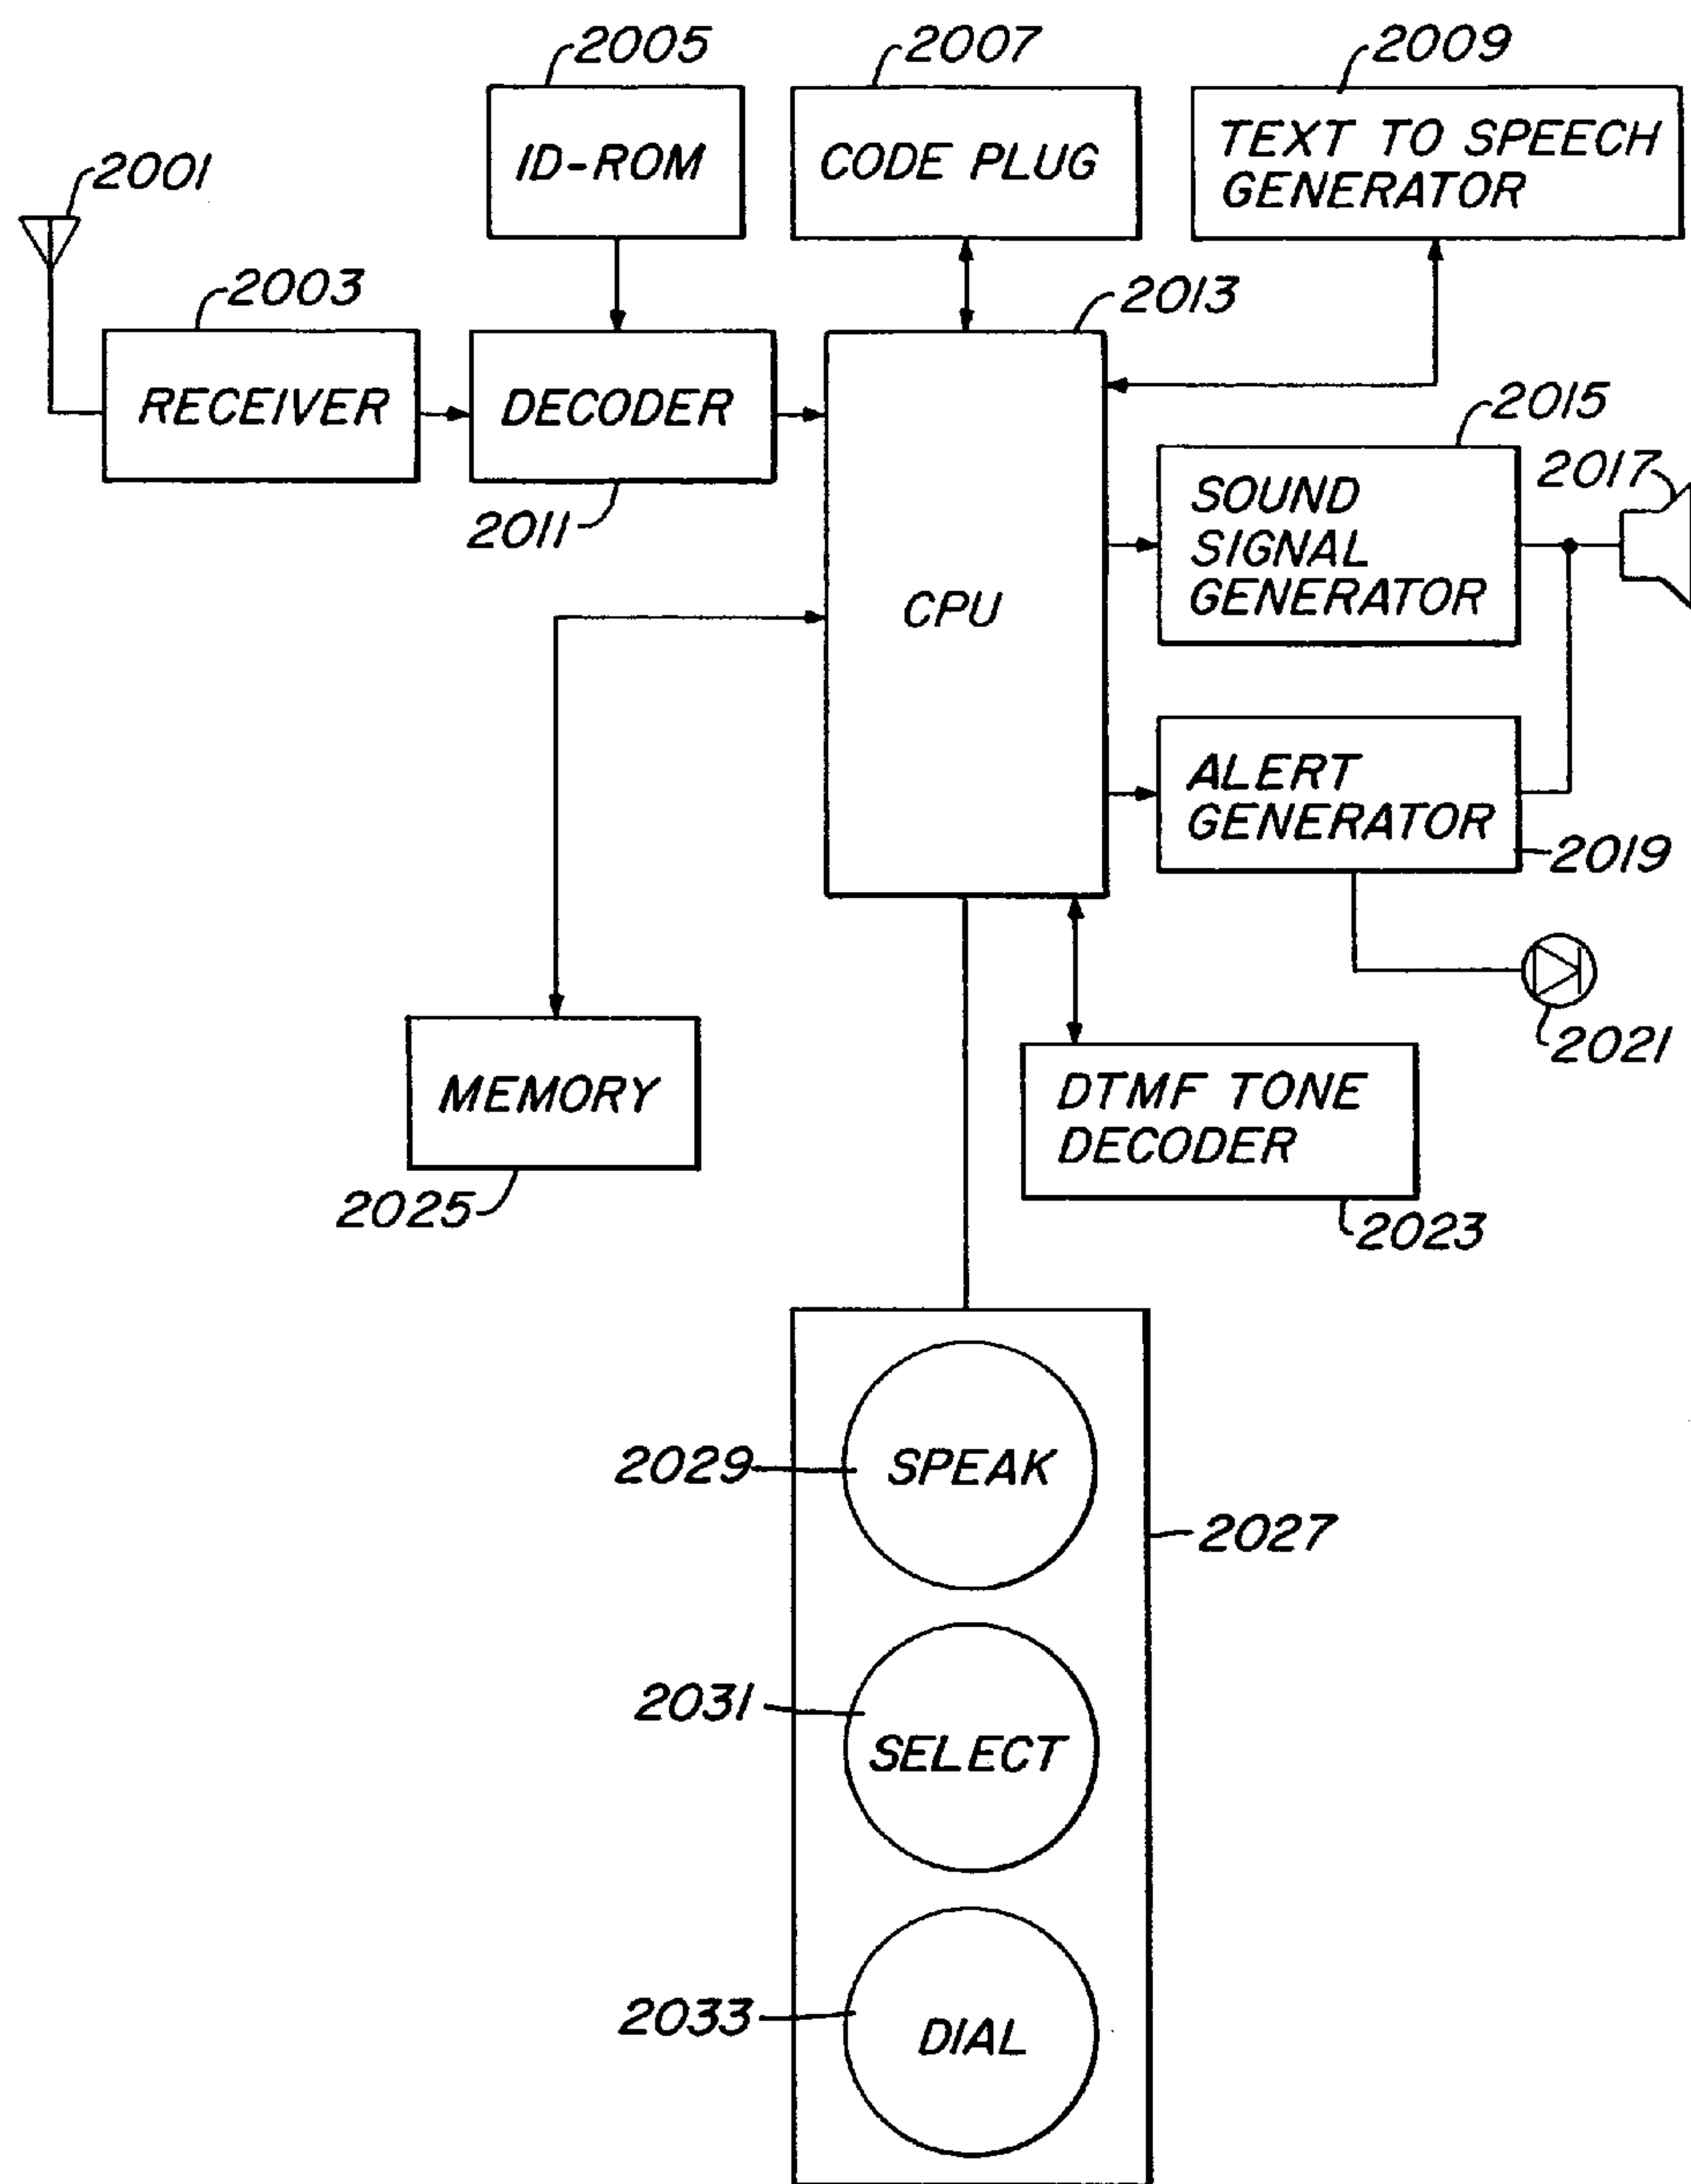 2005
2007
2009
ID-ROM
CODE PLUG
TEXT TO SPEECH
GENERATOR
2001
2003
2013
RECEIVER
DECODER
2011
CPU
2015
SOUND
SIGNAL
GENERATOR
2017
ALERT
GENERATOR
2019
2021
MEMORY
2025
DTMF TONE
DECODER
2023
2029
SPEAK
2027
2031
SELECT
2033
DIAL